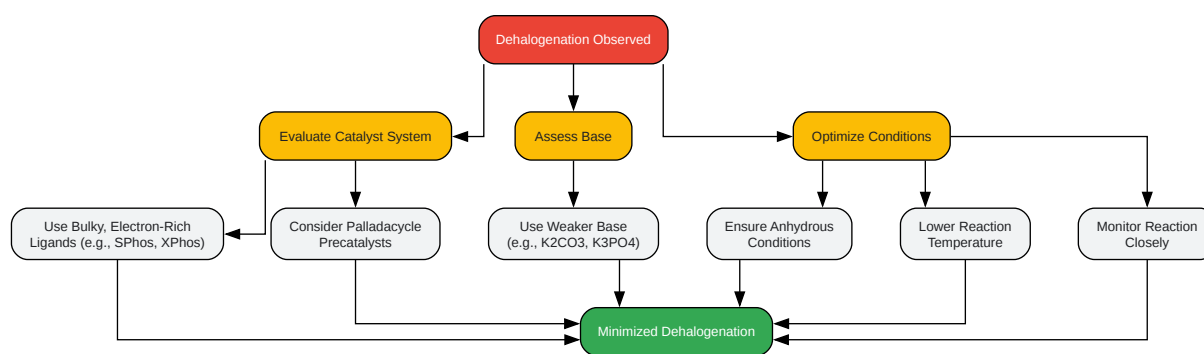 Dehalogenation Observed
Evaluate Catalyst System
Assess Base
Optimize Conditions
Use Bulky, Electron-Rich
Ligands (e.g., SPhos, XPhos)
Consider Palladacycle
Precatalysts
Use Weaker Base
(e.g., K2CO3, K3PO4)
Ensure Anhydrous
Conditions
Lower Reaction
Temperature
Monitor Reaction
Closely
Minimized Dehalogenation